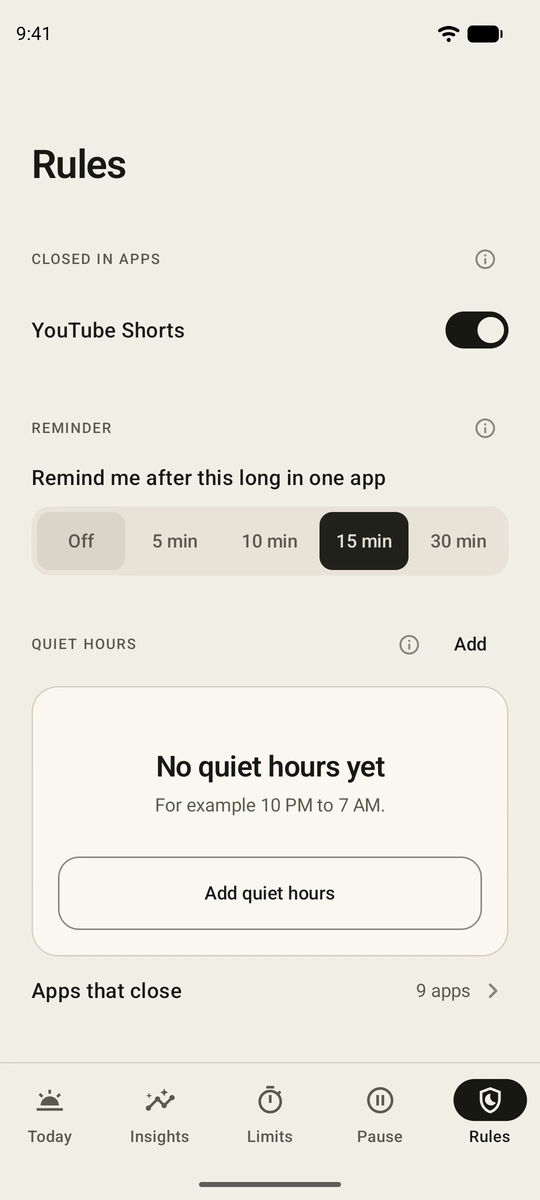 9:41
Rules
CLOSED IN APPS
YouTube Shorts
REMINDER
Remind me after this long in one app
Off 5 min 10 min 15 min 30 min
QUIET HOURS Add
No quiet hours yet
For example 10 PM to 7 AM.
Add quiet hours
Apps that close 9 apps
Today Insights Limits Pause Rules